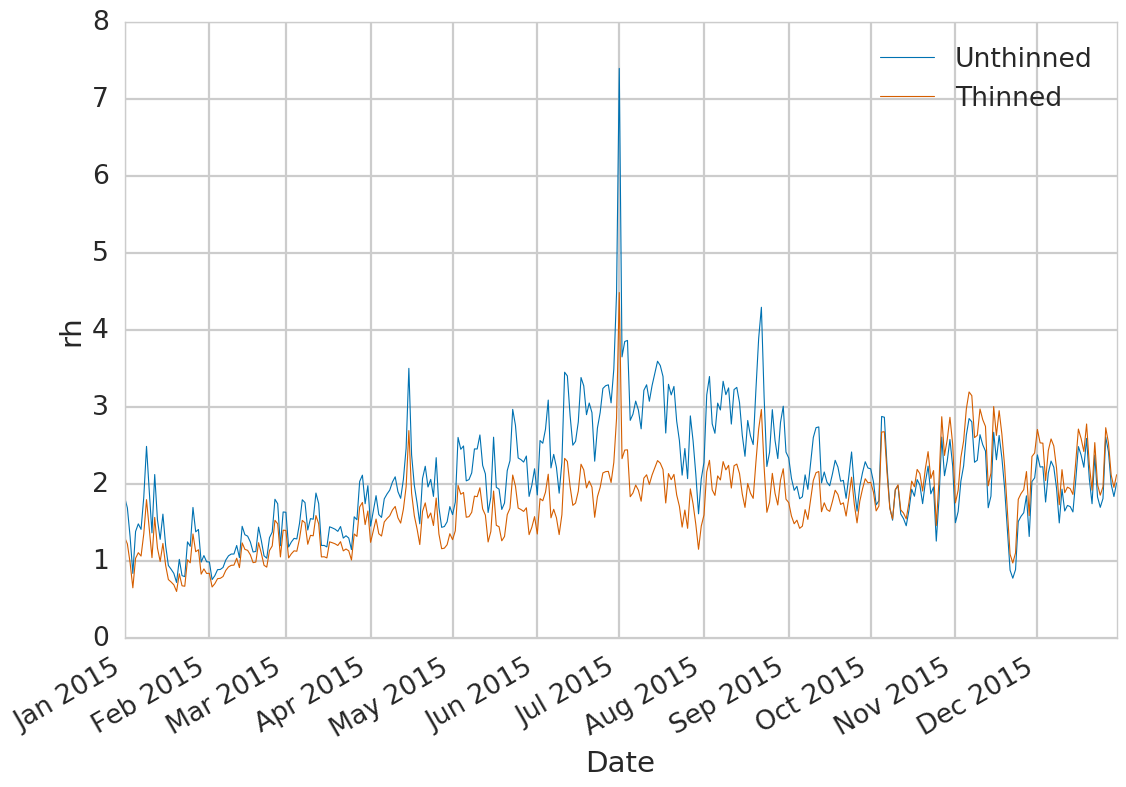 8
7
6
5
4
3
2
1
0
rh
Unthinned
Thinned
Jan 2015
Feb 2015
Mar 2015
Apr 2015
May 2015
Jun 2015
Jul 2015
Aug 2015
Sep 2015
Oct 2015
Nov 2015
Dec 2015
Date